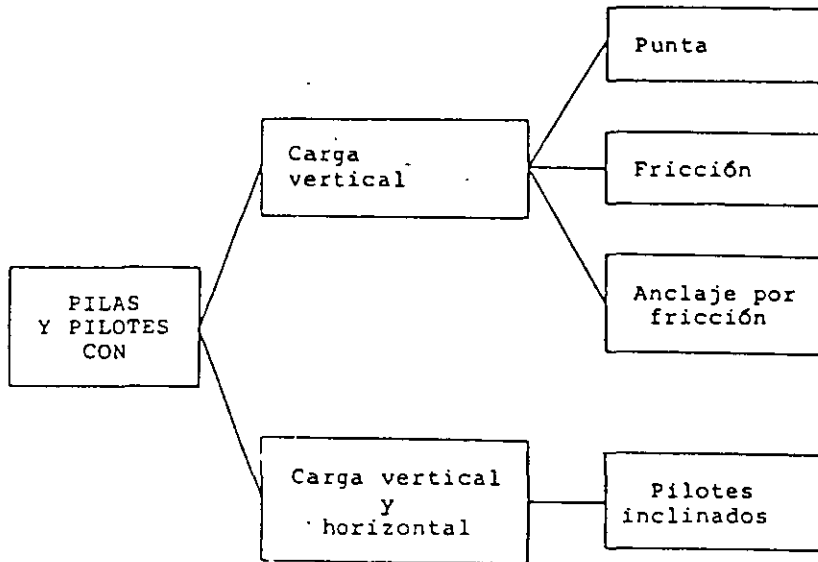 Punta
Carga
vertical
Fricción
Anclaje por
fricción
PILAS
Y PILOTES
CON
Carga vertical
y
horizontal
Pilotes
inclinados